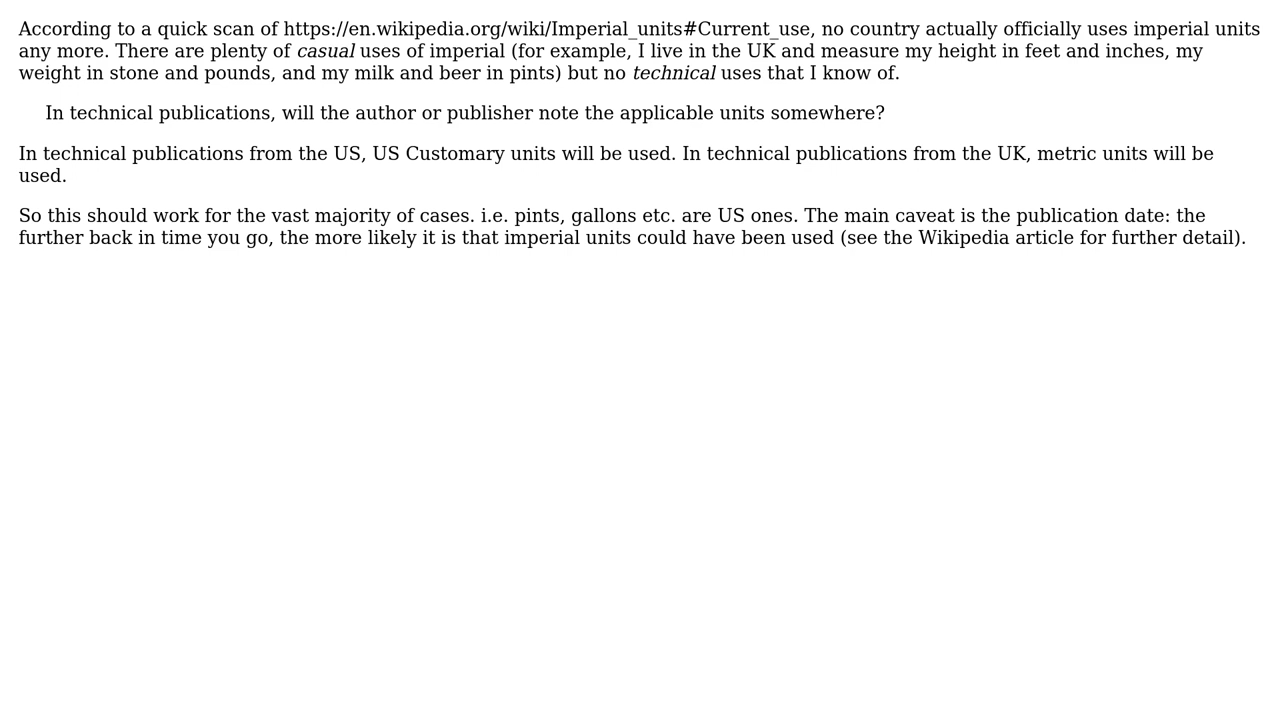 According to a quick scan of https://en.wikipedia.org/wiki/Imperial_units#Current_use, no country actually officially uses imperial units
any more. There are plenty of casual uses of imperial (for example, I live in the UK and measure my height in feet and inches, my
weight in stone and pounds, and my milk and beer in pints) but no technical uses that I know of.
In technical publications, will the author or publisher note the applicable units somewhere?
In technical publications from the US, US Customary units will be used. In technical publications from the UK, metric units will be
used.
So this should work for the vast majority of cases. i.e. pints, gallons etc. are US ones. The main caveat is the publication date: the
further back in time you go, the more likely it is that imperial units could have been used (see the Wikipedia article for further detail).